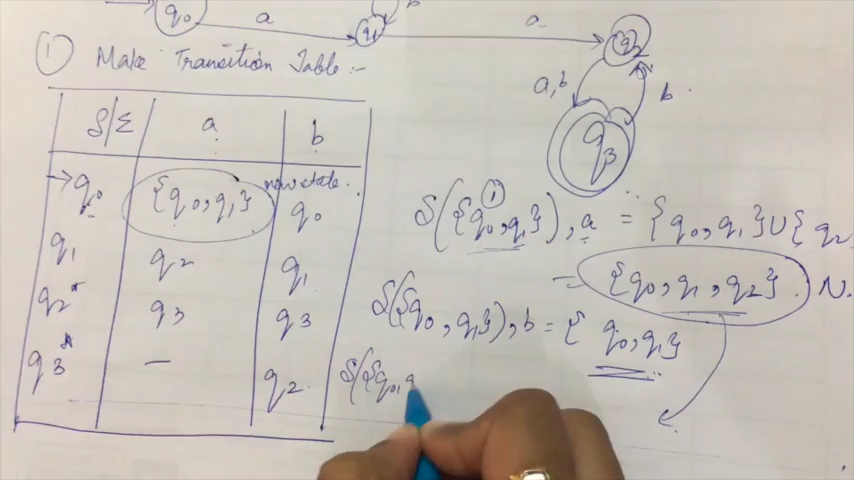 q0 a q1 b a q2
① Make Transition Table :-
a,b b
q3
δ/Σ a b
→q0 {q0,q1} new state.. q0
q1 q2 q1
q2* q3 q3
q3* — q2
δ({q0,q1}),a = {q0,q1}∪{q2
①
= {q0,q1,q2}. N.
δ({q0,q1}),b = {q0,q1}
δ({q0,